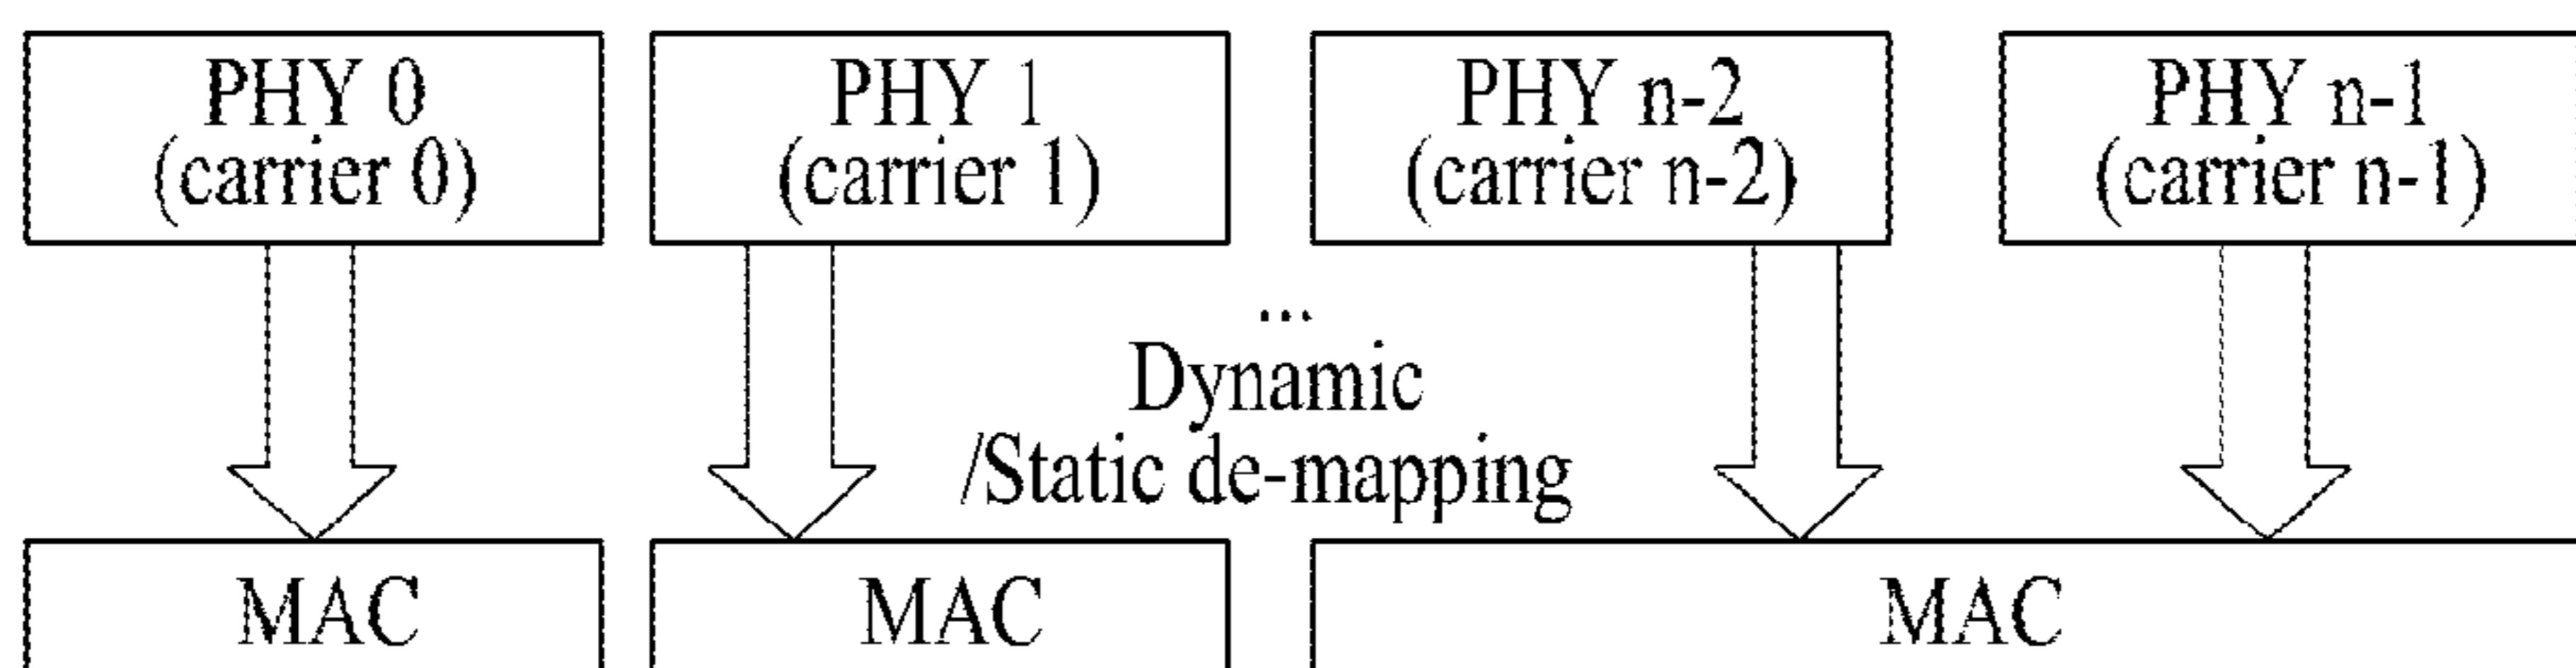 PHY 0
(carrier 0)
PHY 1
(carrier 1)
PHY n-2
(carrier n-2)
PHY n-1
(carrier n-1)
...
Dynamic
/Static de-mapping
MAC
MAC
MAC